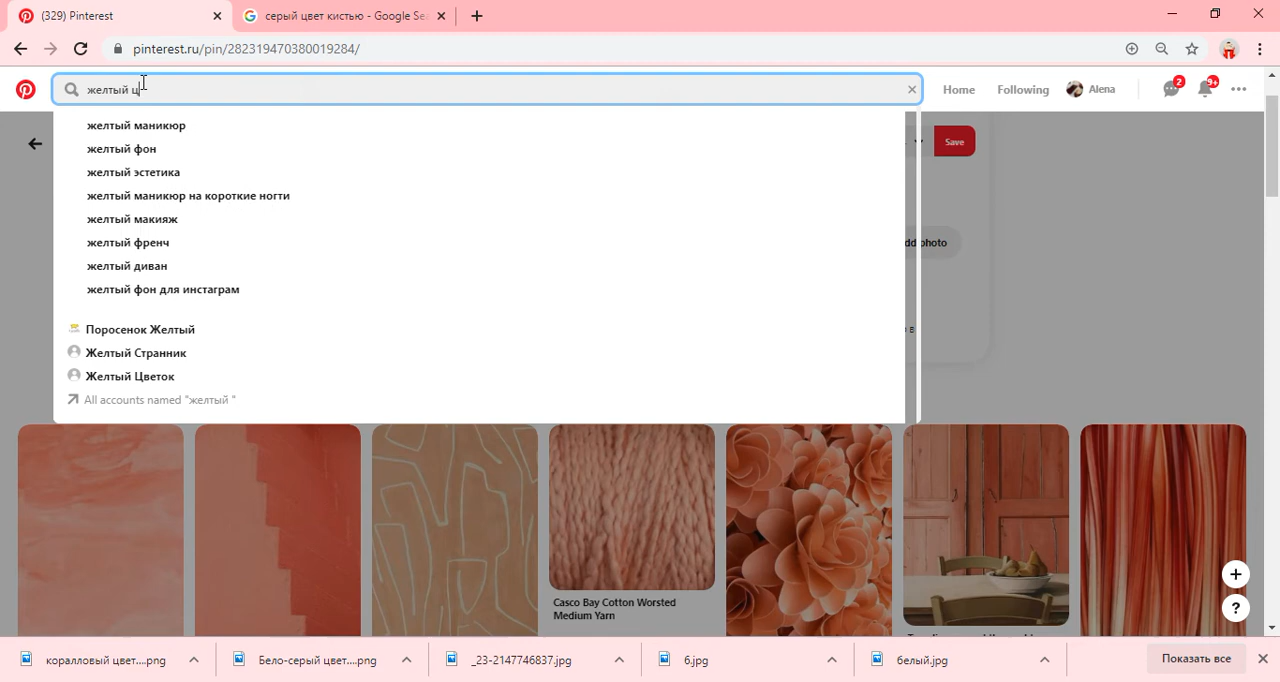 (329) Pinterest
серый цвет кистью - Google Se
pinterest.ru/pin/282319470380019284/
желтый ц
Home
Following
Alena
2
9+
желтый маникюр
желтый фон
желтый эстетика
желтый маникюр на короткие ногти
желтый макияж
желтый френч
желтый диван
желтый фон для инстаграм
Save
dd photo
в
Поросенок Желтый
Желтый Странник
Желтый Цветок
All accounts named "желтый "
Casco Bay Cotton Worsted
Medium Yarn
?
коралловый цвет....png
Бело-серый цвет....png
_23-2147746837.jpg
6.jpg
белый.jpg
Показать все